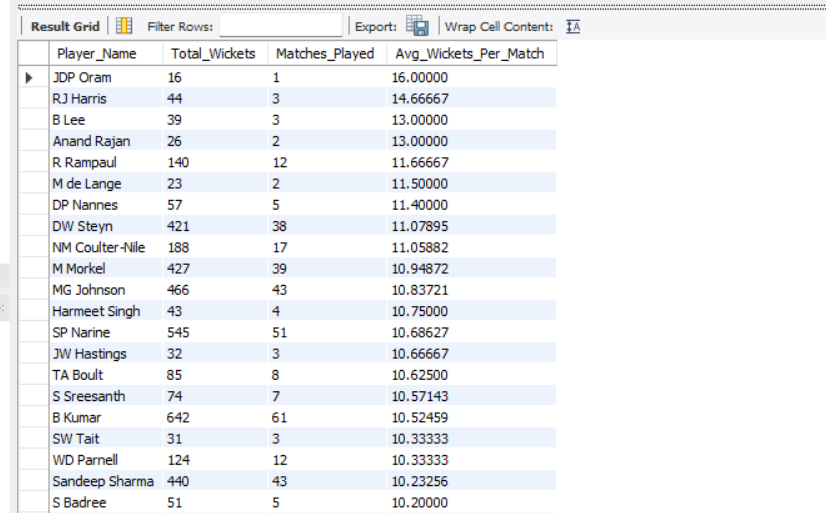 Result Grid Filter Rows: Export: Wrap Cell Content: IA
Player_Name Total_Wickets Matches_Played Avg_Wickets_Per_Match
JDP Oram 16 1 16.00000
RJ Harris 44 3 14.66667
B Lee 39 3 13.00000
Anand Rajan 26 2 13.00000
R Rampaul 140 12 11.66667
M de Lange 23 2 11.50000
DP Nannes 57 5 11.40000
DW Steyn 421 38 11.07895
NM Coulter-Nile 188 17 11.05882
M Morkel 427 39 10.94872
MG Johnson 466 43 10.83721
Harmeet Singh 43 4 10.75000
SP Narine 545 51 10.68627
JW Hastings 32 3 10.66667
TA Boult 85 8 10.62500
S Sreesanth 74 7 10.57143
B Kumar 642 61 10.52459
SW Tait 31 3 10.33333
WD Parnell 124 12 10.33333
Sandeep Sharma 440 43 10.23256
S Badree 51 5 10.20000